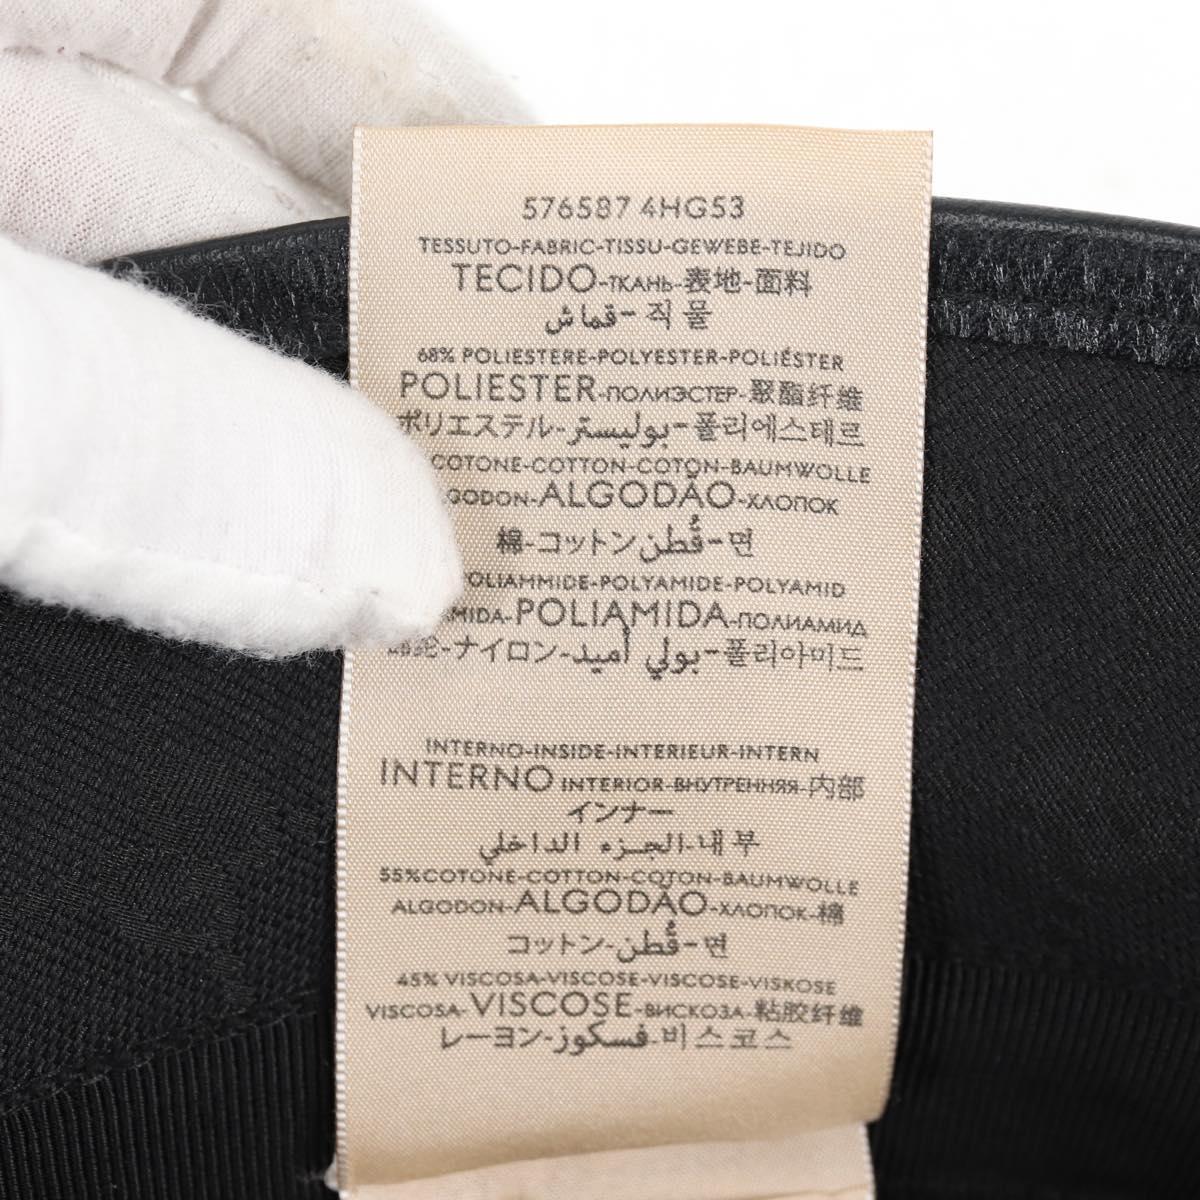 576587 4HG53
TESSUTO-FABRIC-TISSU-GEWEBE-TEJIDO
TECIDO-ТКАНЬ-表地-面料
قماش-직물
68% POLIESTERE-POLYESTER-POLIÉSTER
POLIESTER-ПОЛИЭСТЕР-聚酯纤维
ポリエステル-بوليستر-폴리에스테르
COTONE-COTTON-COTON-BAUMWOLLE
ALGODÃO-ХЛОПОК
棉-コットン-قُطن-면
POLIAMMIDE-POLYAMIDE-POLYAMID
POLIAMIDA-ПОЛИАМИД
ナイロン-بولي أميد-폴리아미드
INTERNO-INSIDE-INTERIEUR-INTERN
INTERNO INTERIOR-ВНУТРЕННЯЯ-内部
インナー
الجزء الداخلي-내부
55%COTONE-COTTON-COTON-BAUMWOLLE
ALGODON-ALGODÃO-ХЛОПОК-棉
コットン-قُطن-면
45% VISCOSA-VISCOSE-VISCOSE-VISKOSE
VISCOSA-VISCOSE-ВИСКОЗА-粘胶纤维
レーヨン-فسكوز-비스코스